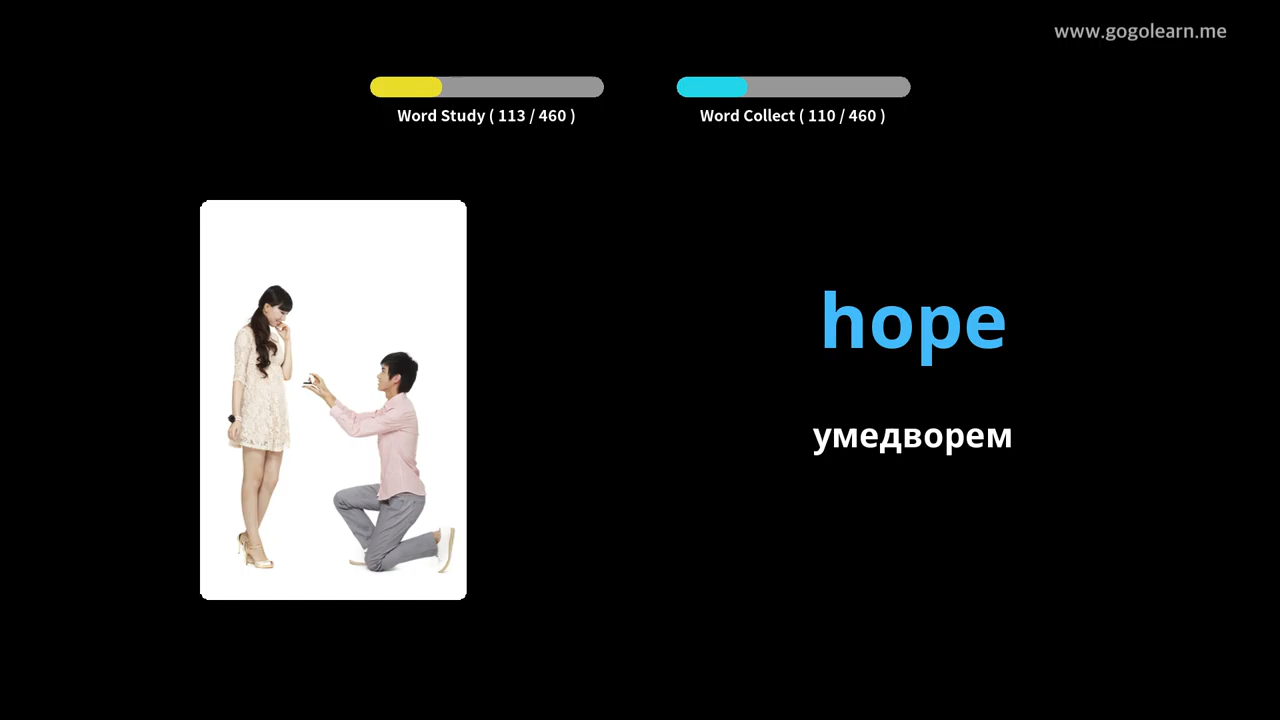 www.gogolearn.me
Word Study ( 113 / 460 )
Word Collect ( 110 / 460 )
hope
умедворем